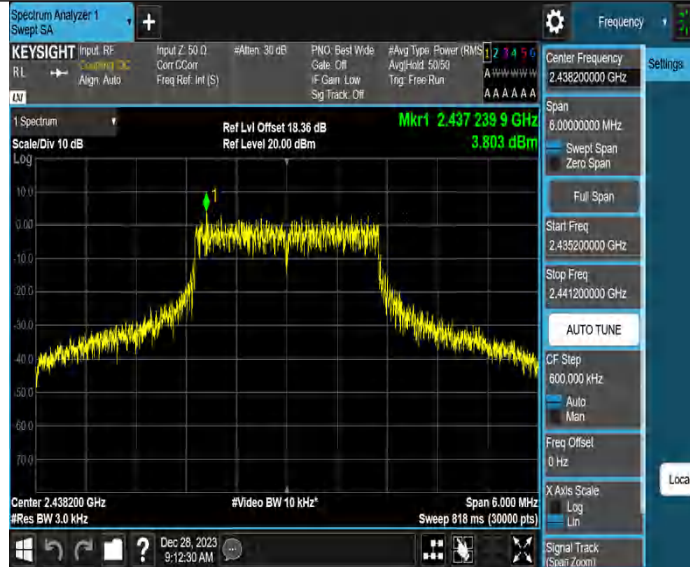 Spectrum Analyzer 1
Swept SA
+
Frequency
KEYSIGHT
Input: RF
Input Z: 50 Ω
#Atten: 30 dB
PNO: Best Wide
#Avg Type: Power (RMS
1 2 3 4 5 6
RL
Coupling: DC
Corr CCorr
Gate: Off
Avg|Hold: 50/50
A W W W W W
Align: Auto
Freq Ref: Int (S)
IF Gain: Low
Trig: Free Run
Sig Track: Off
A A A A A A
LXI
1 Spectrum
Scale/Div 10 dB
Log
Ref Lvl Offset 18.36 dB
Ref Level 20.00 dBm
Mkr1 2.437 239 9 GHz
3.803 dBm
1
10.0
0.00
-10.0
-20.0
-30.0
-40.0
-50.0
-60.0
-70.0
Center 2.438200 GHz
#Video BW 10 kHz*
Span 6.000 MHz
#Res BW 3.0 kHz
Sweep 818 ms (30000 pts)
Dec 28, 2023
9:12:30 AM
?
Center Frequency
2.438200000 GHz
Settings
Span
6.00000000 MHz
Swept Span
Zero Span
Full Span
Start Freq
2.435200000 GHz
Stop Freq
2.441200000 GHz
AUTO TUNE
CF Step
600.000 kHz
Auto
Man
Freq Offset
0 Hz
X Axis Scale
Log
Lin
Loca
Signal Track
(Span Zoom)